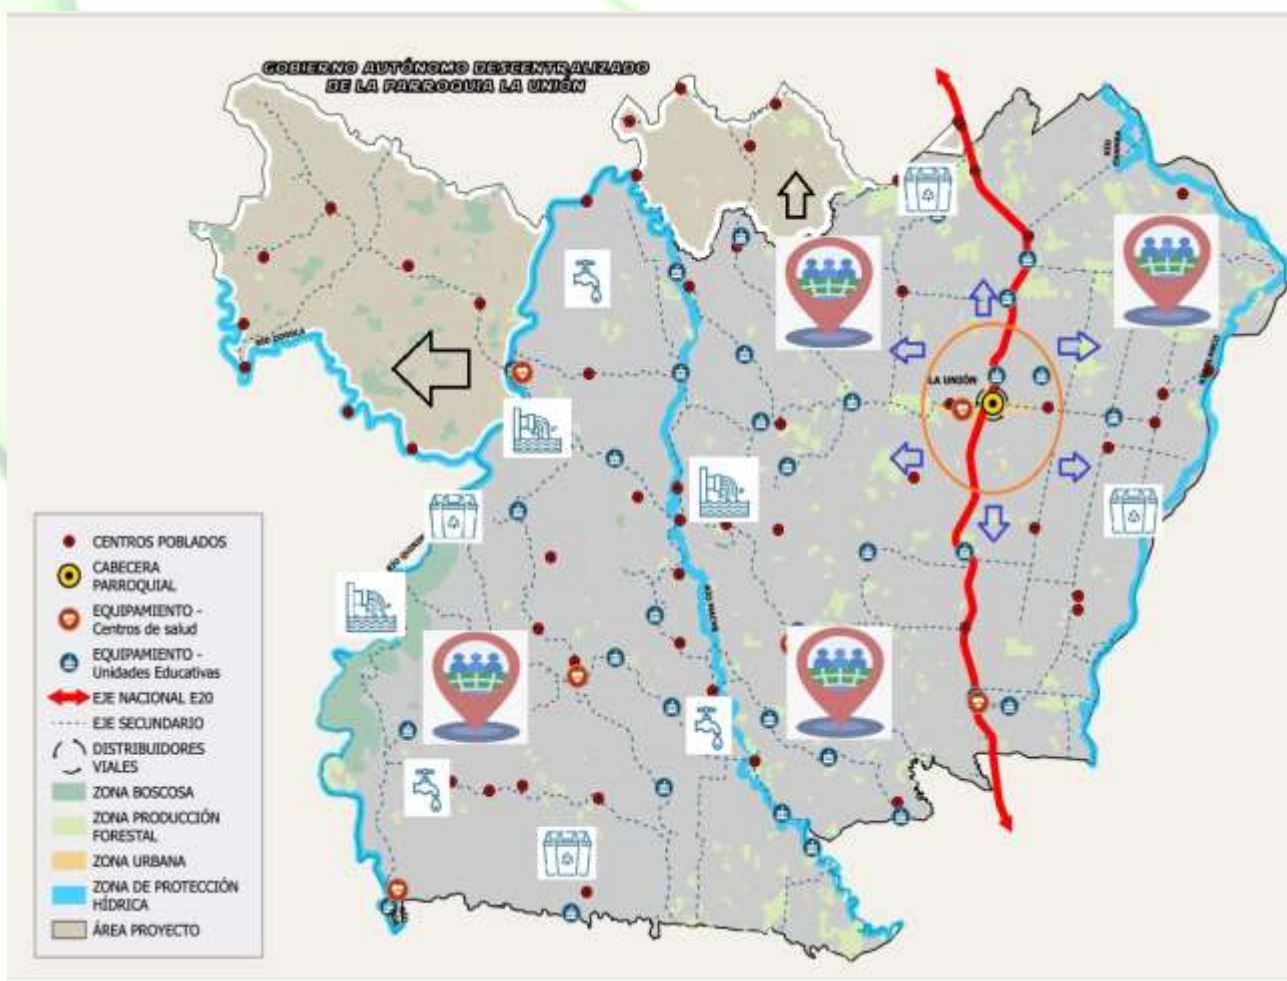 GOBIERNO AUTÓNOMO DESCENTRALIZADO
DE LA PARROQUIA LA UNIÓN
LA UNIÓN
CENTROS POBLADOS
CABECERA
PARROQUIAL
EQUIPAMIENTO -
Centros de salud
EQUIPAMIENTO -
Unidades Educativas
EJE NACIONAL E20
EJE SECUNDARIO
DISTRIBUIDORES
VIALES
ZONA BOSCOSA
ZONA PRODUCCIÓN
FORESTAL
ZONA URBANA
ZONA DE PROTECCIÓN
HÍDRICA
ÁREA PROYECTO